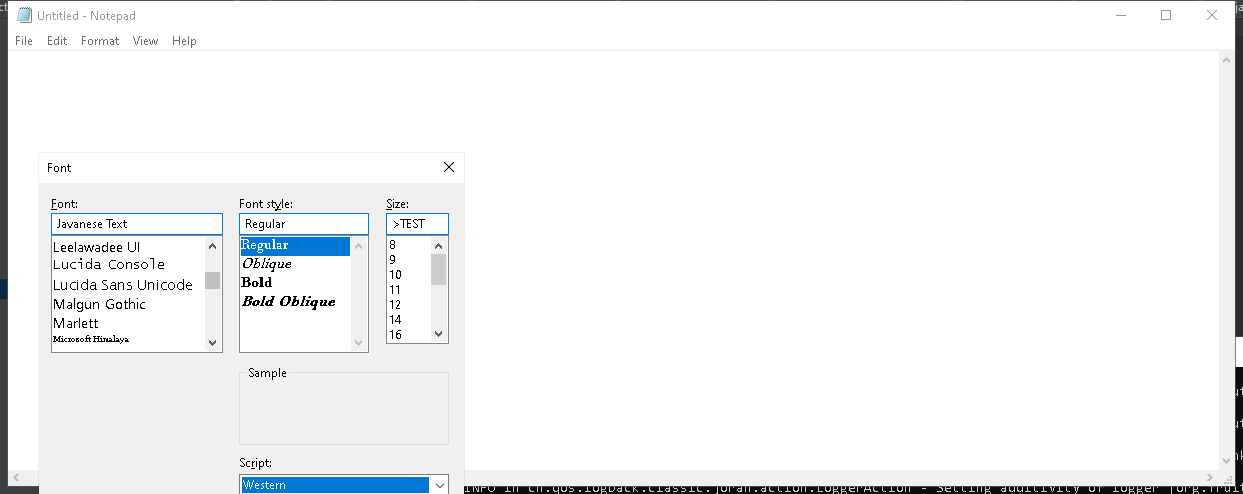 Untitled - Notepad
File Edit Format View Help
Font
Font: Font style: Size:
Javanese Text Regular >TEST
Leelawadee UI
Lucida Console
Lucida Sans Unicode
Malgun Gothic
Marlett
Microsoft Himalaya
Regular
Oblique
Bold
Bold Oblique
8
9
10
11
12
14
16
Sample
Script:
Western
INFO in ch.qos.logback.classic.joran.action.LoggerAction - Setting additivity of logger